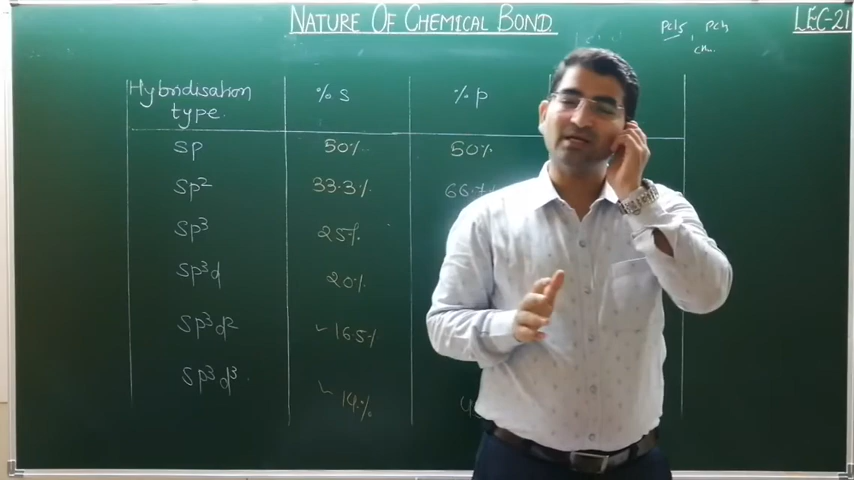 NATURE OF CHEMICAL BOND
LEC-21
PCl5, PCl3
Hybridisation type. %s %p
sp 50% 50%
sp2 33.3%
sp3 25%
sp3d 20%
sp3d2 ~16.5%
sp3d3 ~14%